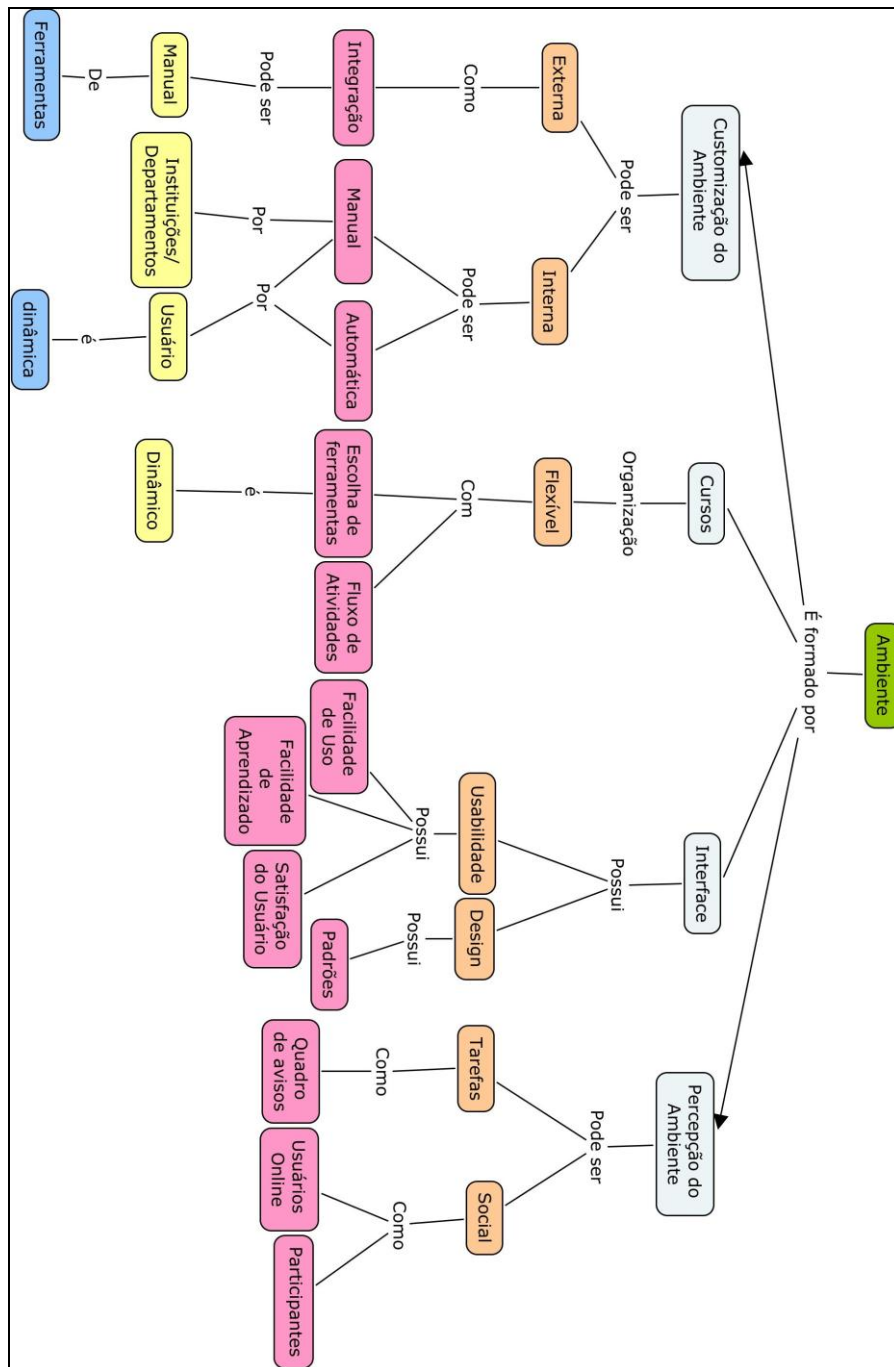 Ambiente
É formado por
Customização do
Ambiente
Pode ser
Externa
Como
Integração
Pode ser
Manual
De
Ferramentas
Interna
Pode ser
Manual
Automática
Por
Por
Instituições/
Departamentos
Usuário
é
dinâmica
Cursos
Organização
Flexível
Com
Escolha de
ferramentas
é
Dinâmico
Fluxo de
Atividades
Interface
Possui
Usabilidade
Possui
Facilidade
de Uso
Facilidade
de
Aprendizado
Satisfação
do Usuário
Design
Possui
Padrões
Percepção do
Ambiente
Pode ser
Tarefas
Como
Quadro
de avisos
Social
Como
Usuários
Online
Participantes